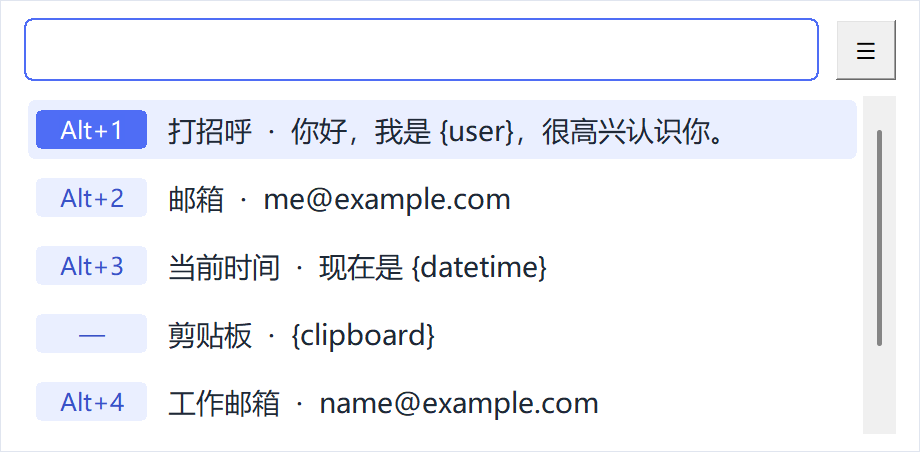 ☰
Alt+1 打招呼 · 你好，我是 {user}，很高兴认识你。
Alt+2 邮箱 · me@example.com
Alt+3 当前时间 · 现在是 {datetime}
— 剪贴板 · {clipboard}
Alt+4 工作邮箱 · name@example.com